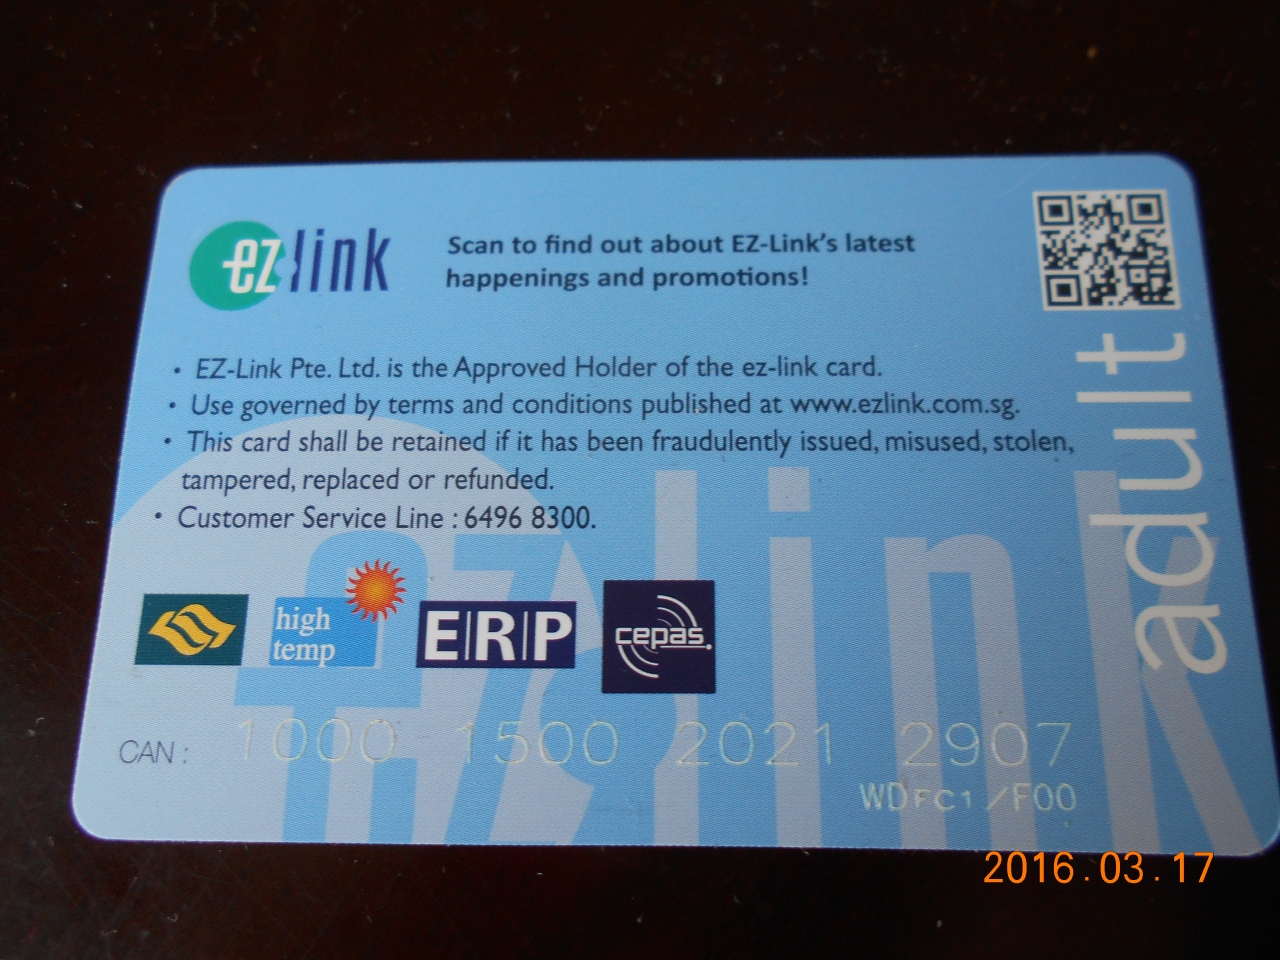 ez link
Scan to find out about EZ-Link's latest
happenings and promotions!
• EZ-Link Pte. Ltd. is the Approved Holder of the ez-link card.
• Use governed by terms and conditions published at www.ezlink.com.sg.
• This card shall be retained if it has been fraudulently issued, misused, stolen,
tampered, replaced or refunded.
• Customer Service Line : 6496 8300.
adult
high
temp
E|R|P
cepas
CAN : 1000 1500 2021 2907
WDFC1/F00
ez link
2016.03.17